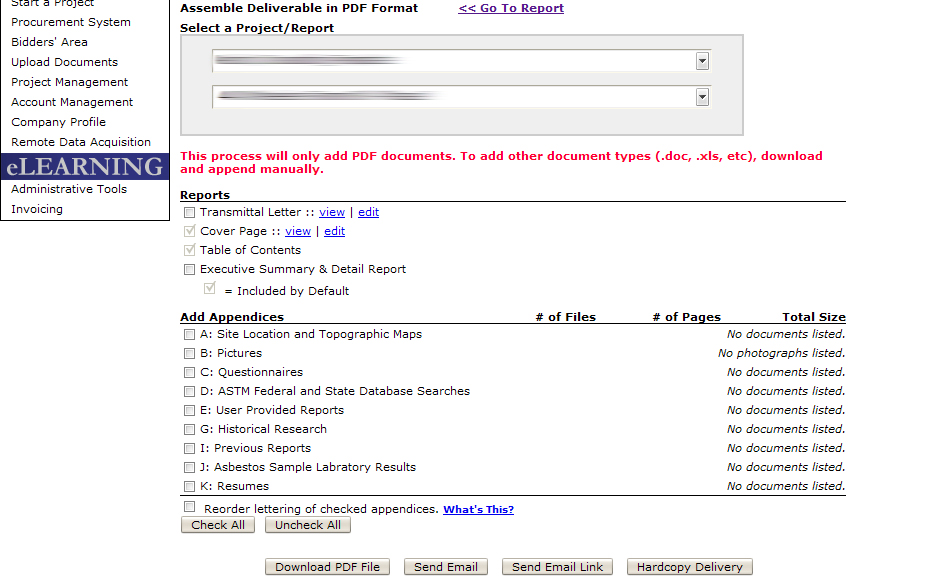 Start a Project
Procurement System
Bidders' Area
Upload Documents
Project Management
Account Management
Company Profile
Remote Data Acquisition
eLEARNING
Administrative Tools
Invoicing
Assemble Deliverable in PDF Format << Go To Report
Select a Project/Report
This process will only add PDF documents. To add other document types (.doc, .xls, etc), download
and append manually.
Reports
Transmittal Letter :: view | edit
Cover Page :: view | edit
Table of Contents
Executive Summary & Detail Report
= Included by Default
Add Appendices # of Files # of Pages Total Size
A: Site Location and Topographic Maps No documents listed.
B: Pictures No photographs listed.
C: Questionnaires No documents listed.
D: ASTM Federal and State Database Searches No documents listed.
E: User Provided Reports No documents listed.
G: Historical Research No documents listed.
I: Previous Reports No documents listed.
J: Asbestos Sample Labratory Results No documents listed.
K: Resumes No documents listed.
Reorder lettering of checked appendices. What's This?
Check All Uncheck All
Download PDF File Send Email Send Email Link Hardcopy Delivery